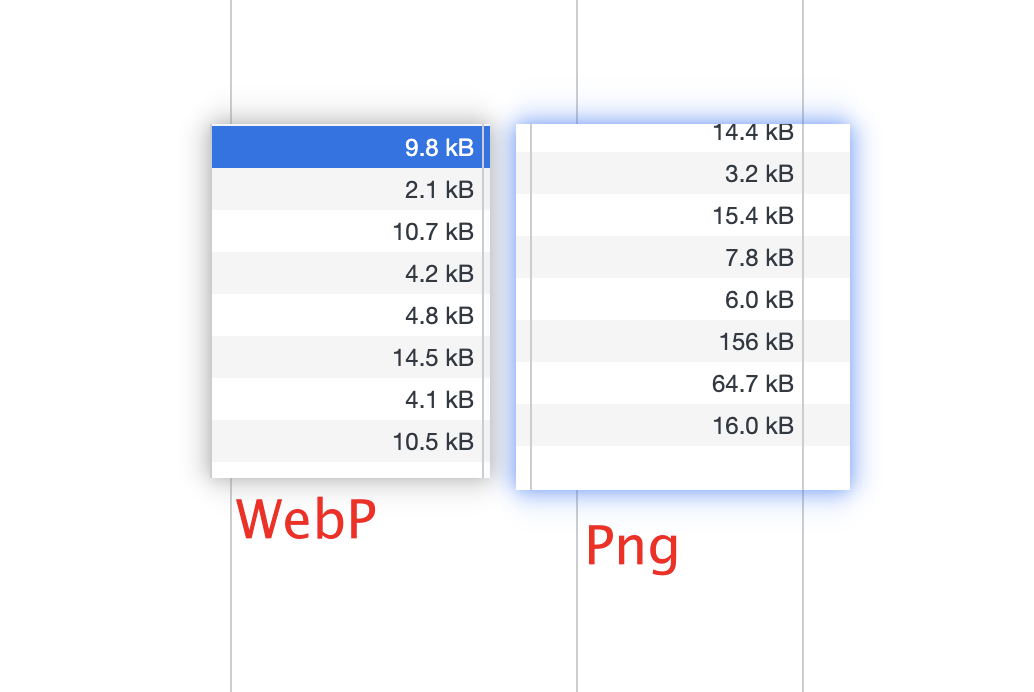 9.8 kB
2.1 kB
10.7 kB
4.2 kB
4.8 kB
14.5 kB
4.1 kB
10.5 kB
WebP
14.4 kB
3.2 kB
15.4 kB
7.8 kB
6.0 kB
156 kB
64.7 kB
16.0 kB
Png